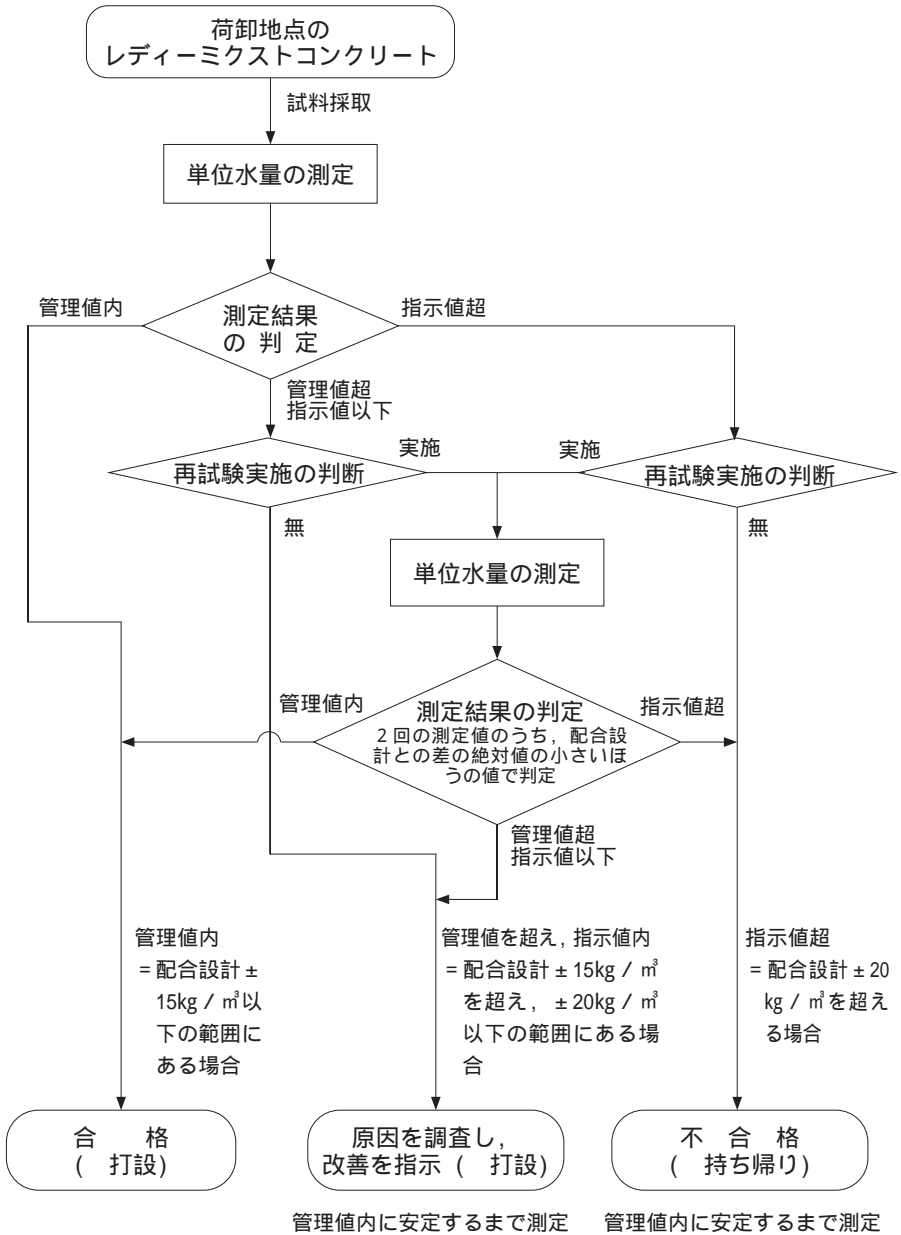 荷卸地点の
レディーミクストコンクリート
試料採取
単位水量の測定
管理値内
測定結果
の 判 定
指示値超
管理値超
指示値以下
再試験実施の判断
実施
実施
再試験実施の判断
無
無
単位水量の測定
管理値内
測定結果の判定
2回の測定値のうち，配合設
計との差の絶対値の小さいほ
うの値で判定
指示値超
管理値超
指示値以下
管理値内
＝配合設計±
15kg／㎥以
下の範囲に
ある場合
管理値を超え，指示値内
＝配合設計±15kg／㎥
を超え，±20kg／㎥
以下の範囲にある場
合
指示値超
＝配合設計±20
kg／㎥を超え
る場合
合　　格
(　打設)
原因を調査し，
改善を指示 (　打設)
不　合　格
(　持ち帰り)
管理値内に安定するまで測定
管理値内に安定するまで測定